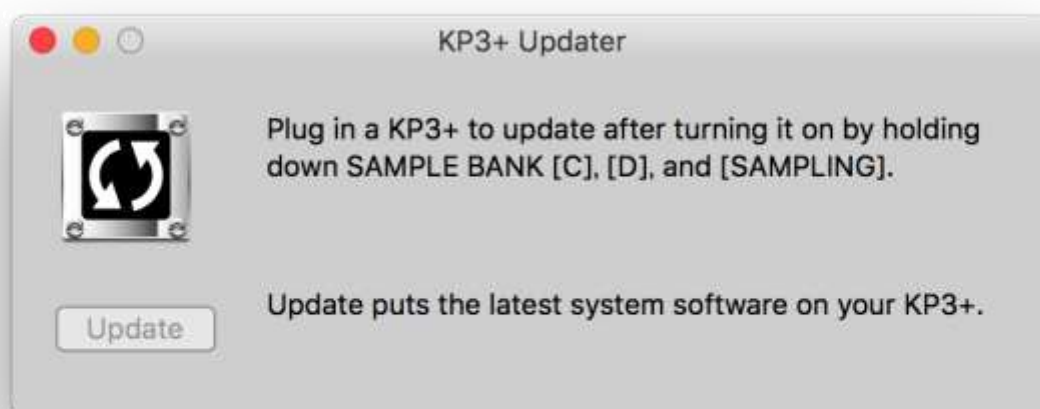 KP3+ Updater
Plug in a KP3+ to update after turning it on by holding
down SAMPLE BANK [C], [D], and [SAMPLING].
Update puts the latest system software on your KP3+.
Update